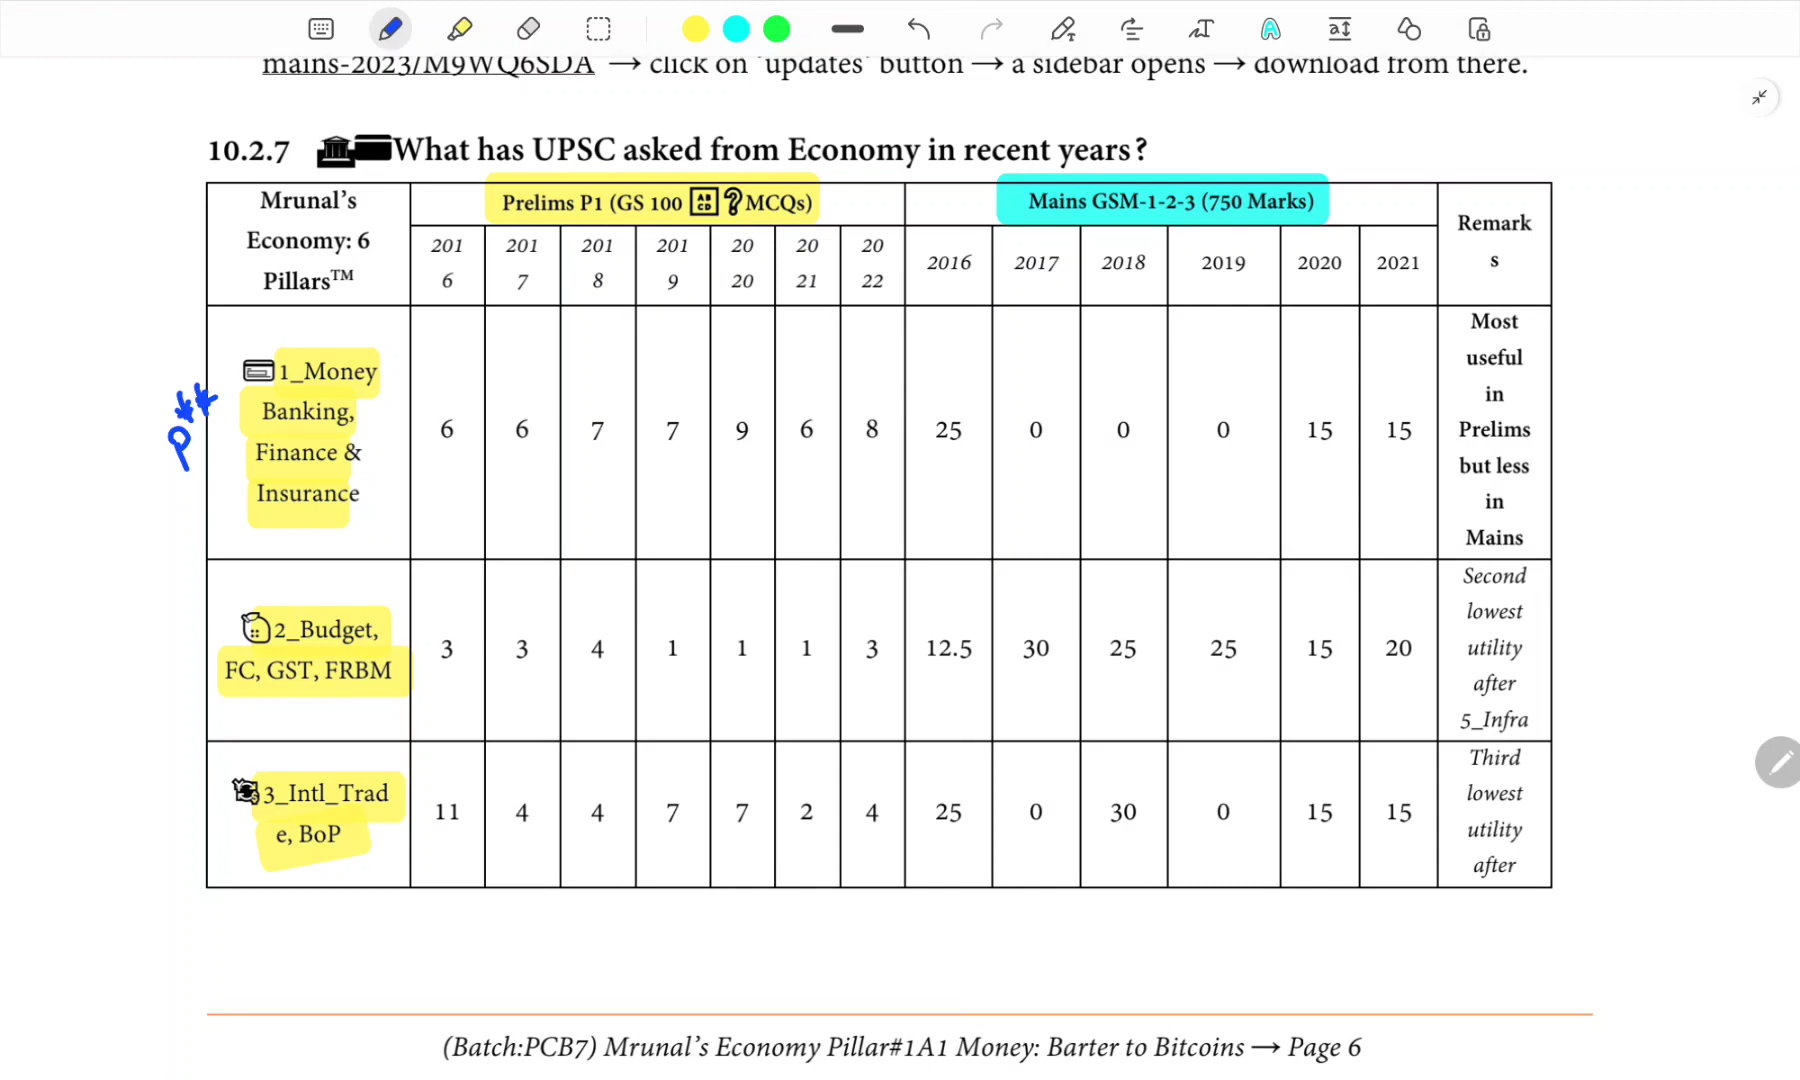 mains-2023/M9WQ6SDA → click on 'updates' button → a sidebar opens → download from there.
10.2.7 What has UPSC asked from Economy in recent years?
Mrunal's Economy: 6 Pillars™ Prelims P1 (GS 100 MCQs) Mains GSM-1-2-3 (750 Marks) Remarks
2016 2017 2018 2019 2020 2021 2022 2016 2017 2018 2019 2020 2021
1_Money Banking, Finance & Insurance 6 6 7 7 9 6 8 25 0 0 0 15 15 Most useful in Prelims but less in Mains
P**
2_Budget, FC, GST, FRBM 3 3 4 1 1 1 3 12.5 30 25 25 15 20 Second lowest utility after 5_Infra
3_Intl_Trade, BoP 11 4 4 7 7 2 4 25 0 30 0 15 15 Third lowest utility after
(Batch:PCB7) Mrunal's Economy Pillar#1A1 Money: Barter to Bitcoins → Page 6